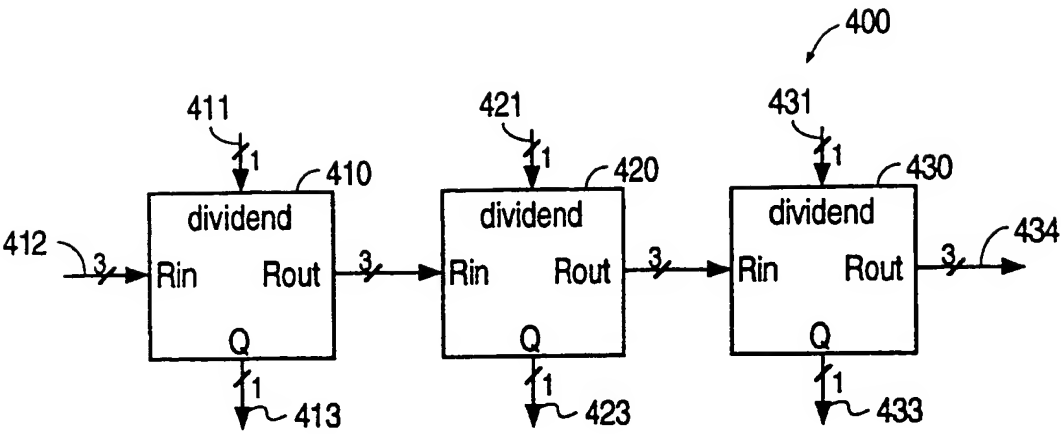 400
411 421 431
1 1 1
410 420 430
dividend dividend dividend
412 434
3 3 3 3
Rin Rout Rin Rout Rin Rout
Q Q Q
1 1 1
413 423 433